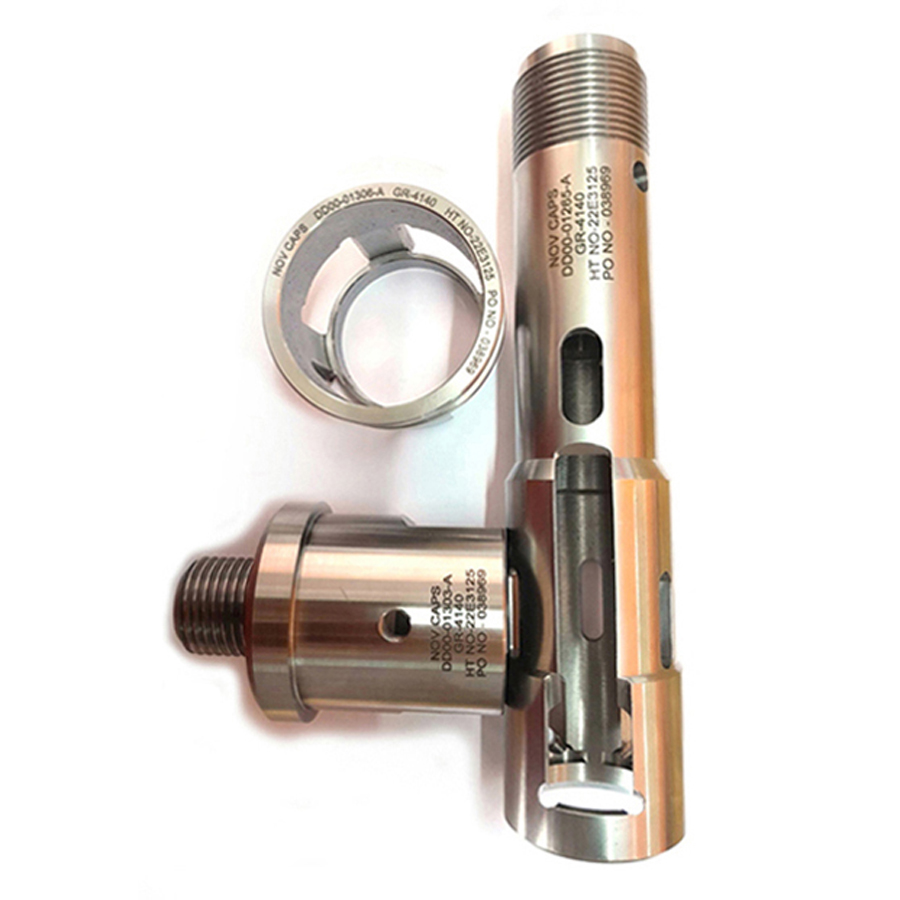 NOV CAPS DD00-01306-A GR-4140 HT NO-22E3125 PO NO - 038969
NOV CAPS
DD00-01265-A
GR-4140
HT NO-22E3125
PO NO - 038969
NOV CAPS
DD00-01303-A
GR-4140
HT NO-22E3125
PO NO - 038969